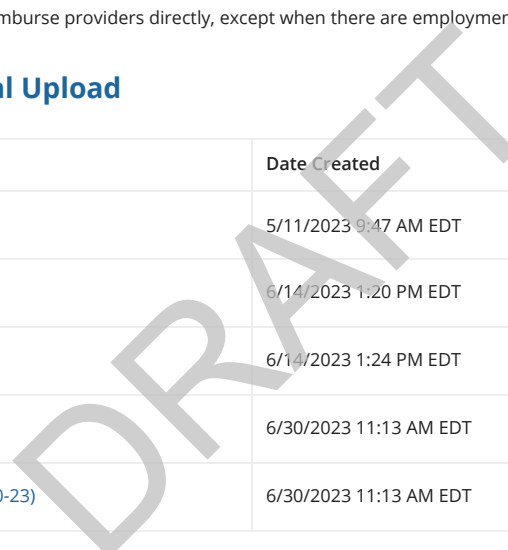 mburse providers directly, except when there are employmen
al Upload
Date Created
5/11/2023 9:47 AM EDT
6/14/2023 1:20 PM EDT
6/14/2023 1:24 PM EDT
6/30/2023 11:13 AM EDT
0-23) 6/30/2023 11:13 AM EDT
DRAFT